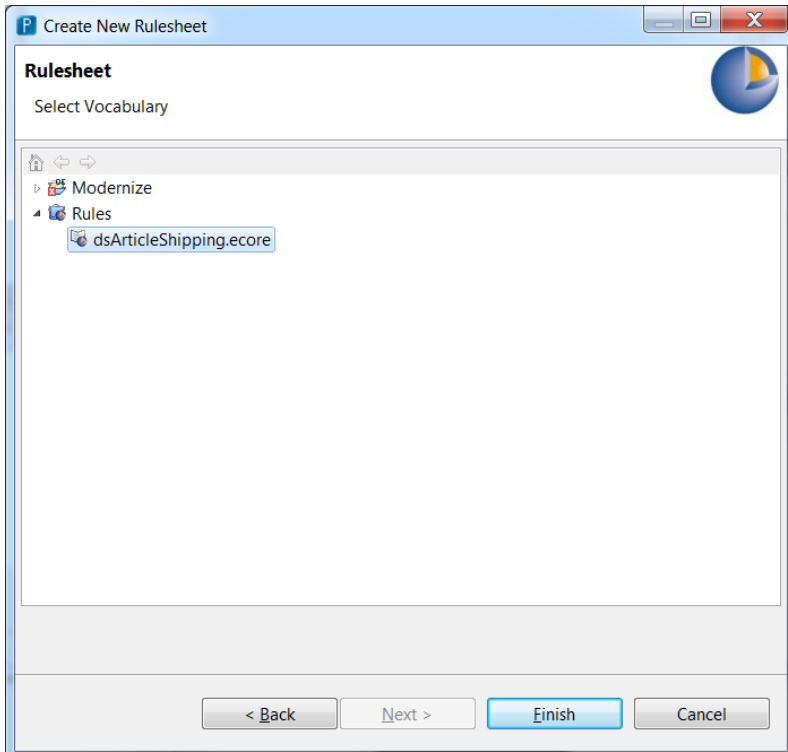 Create New Rulesheet
Rulesheet
Select Vocabulary
Modernize
Rules
dsArticleShipping.ecore
< Back Next > Finish Cancel